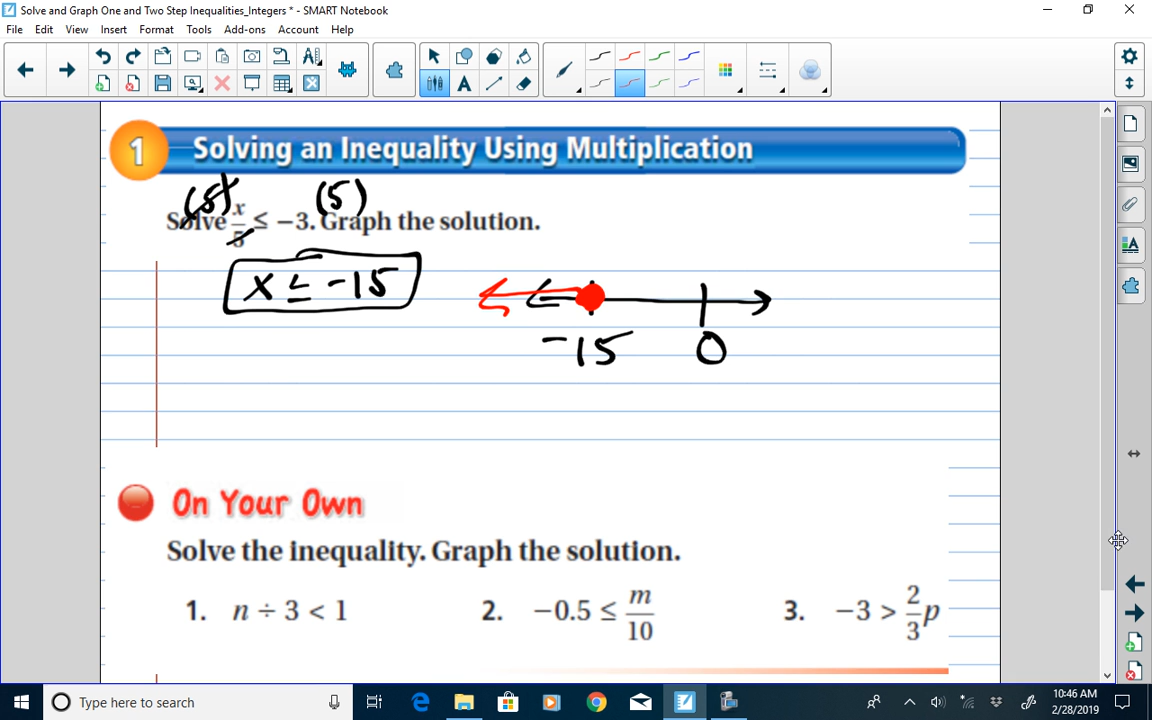 Solve and Graph One and Two Step Inequalities_Integers * - SMART Notebook
File Edit View Insert Format Tools Add-ons Account Help
1 Solving an Inequality Using Multiplication
(5) (5)
Solve x/5 ≤ −3. Graph the solution.
x ≤ -15
-15 0
On Your Own
Solve the inequality. Graph the solution.
1. n ÷ 3 < 1 2. −0.5 ≤ m/10 3. −3 > 2/3 p
Type here to search
10:46 AM
2/28/2019